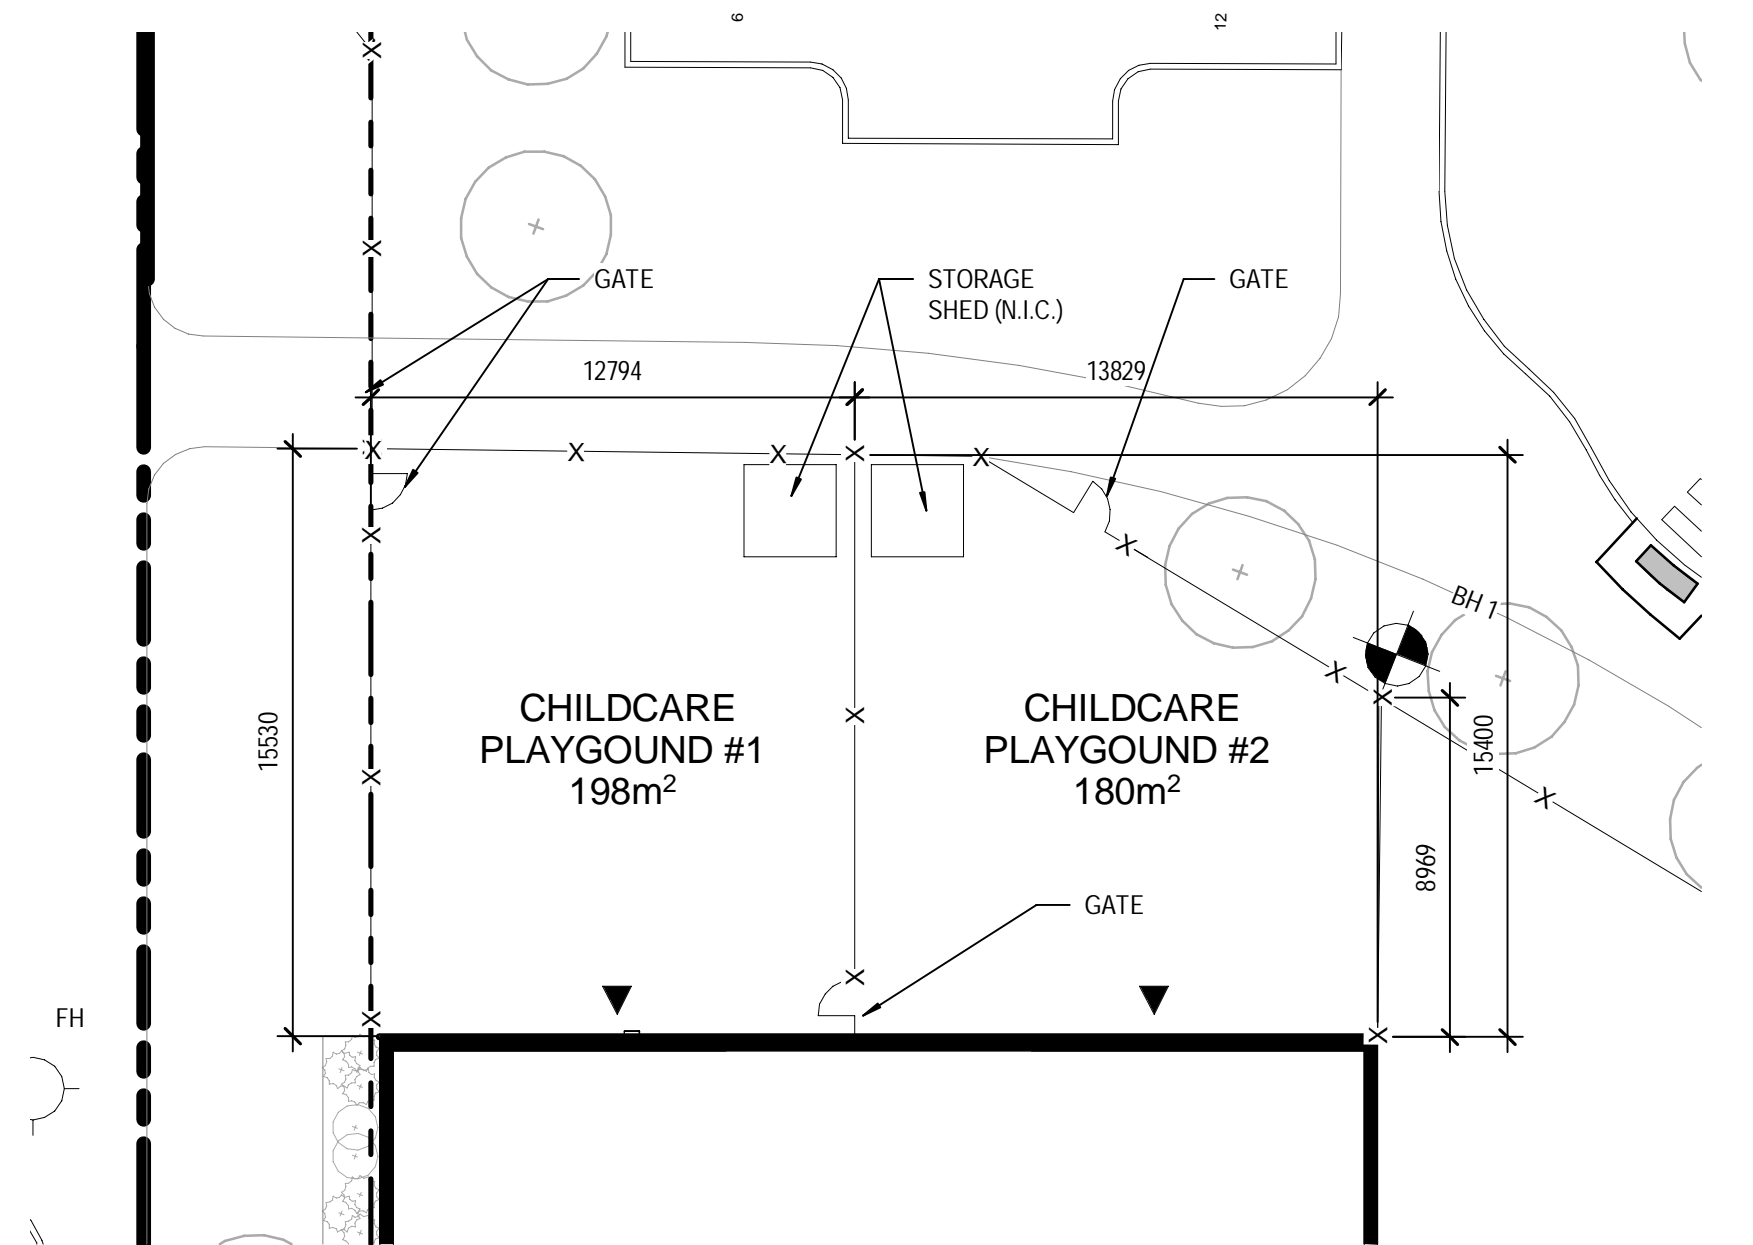 6
12
GATE
STORAGE
SHED (N.I.C.)
GATE
12794
13829
BH 1
CHILDCARE
PLAYGOUND #1
198m²
CHILDCARE
PLAYGOUND #2
180m²
15530
15400
8969
GATE
FH